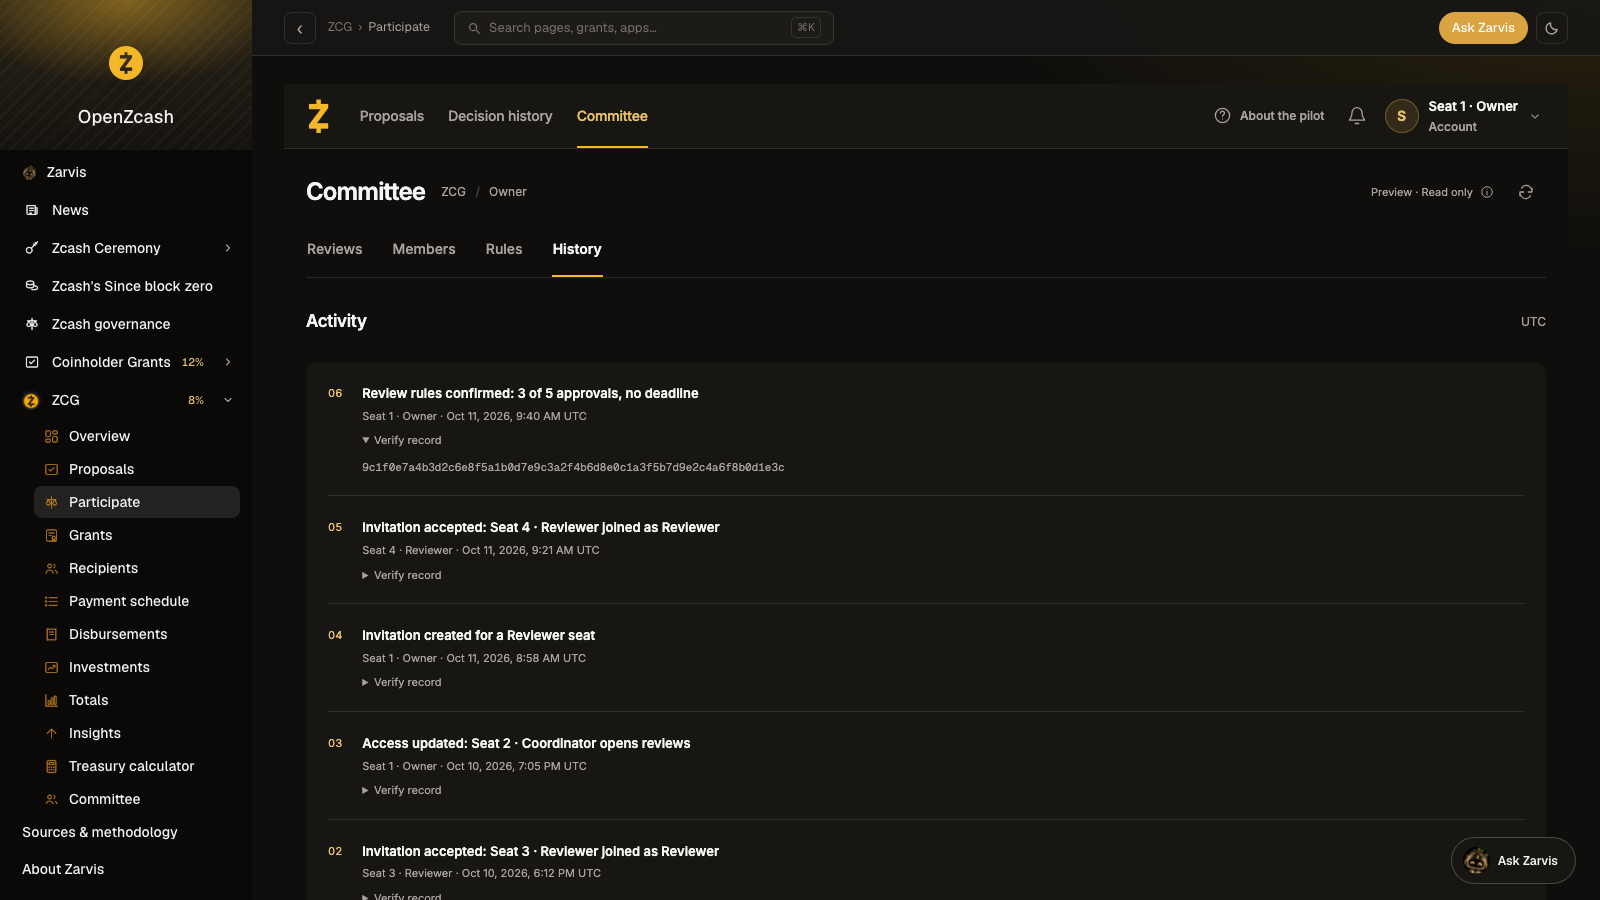 OpenZcash
Zarvis
News
Zcash Ceremony
Zcash's Since block zero
Zcash governance
Coinholder Grants 12%
ZCG 8%
Overview
Proposals
Participate
Grants
Recipients
Payment schedule
Disbursements
Investments
Totals
Insights
Treasury calculator
Committee
Sources & methodology
About Zarvis
ZCG › Participate
Search pages, grants, apps... ⌘K
Ask Zarvis
Proposals
Decision history
Committee
About the pilot
S
Seat 1 · Owner
Account
Committee ZCG / Owner
Preview · Read only
Reviews
Members
Rules
History
Activity
UTC
06 Review rules confirmed: 3 of 5 approvals, no deadline
Seat 1 · Owner · Oct 11, 2026, 9:40 AM UTC
▼ Verify record
9c1f0e7a4b3d2c6e8f5a1b0d7e9c3a2f4b6d8e0c1a3f5b7d9e2c4a6f8b0d1e3c
05 Invitation accepted: Seat 4 · Reviewer joined as Reviewer
Seat 4 · Reviewer · Oct 11, 2026, 9:21 AM UTC
▶ Verify record
04 Invitation created for a Reviewer seat
Seat 1 · Owner · Oct 11, 2026, 8:58 AM UTC
▶ Verify record
03 Access updated: Seat 2 · Coordinator opens reviews
Seat 1 · Owner · Oct 10, 2026, 7:05 PM UTC
▶ Verify record
02 Invitation accepted: Seat 3 · Reviewer joined as Reviewer
Seat 3 · Reviewer · Oct 10, 2026, 6:12 PM UTC
▶ Verify record
Ask Zarvis